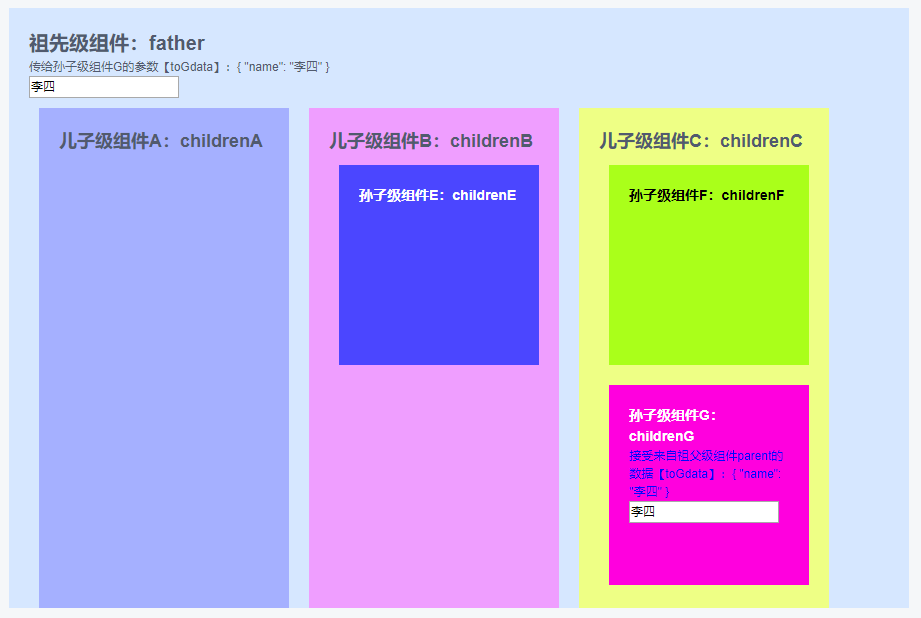 祖先级组件：father
传给孙子级组件G的参数【toGdata】：{ "name": "李四" }
李四
儿子级组件A：childrenA
儿子级组件B：childrenB
儿子级组件C：childrenC
孙子级组件E：childrenE
孙子级组件F：childrenF
孙子级组件G：
childrenG
接受来自祖父级组件parent的
数据【toGdata】：{ "name":
"李四" }
李四